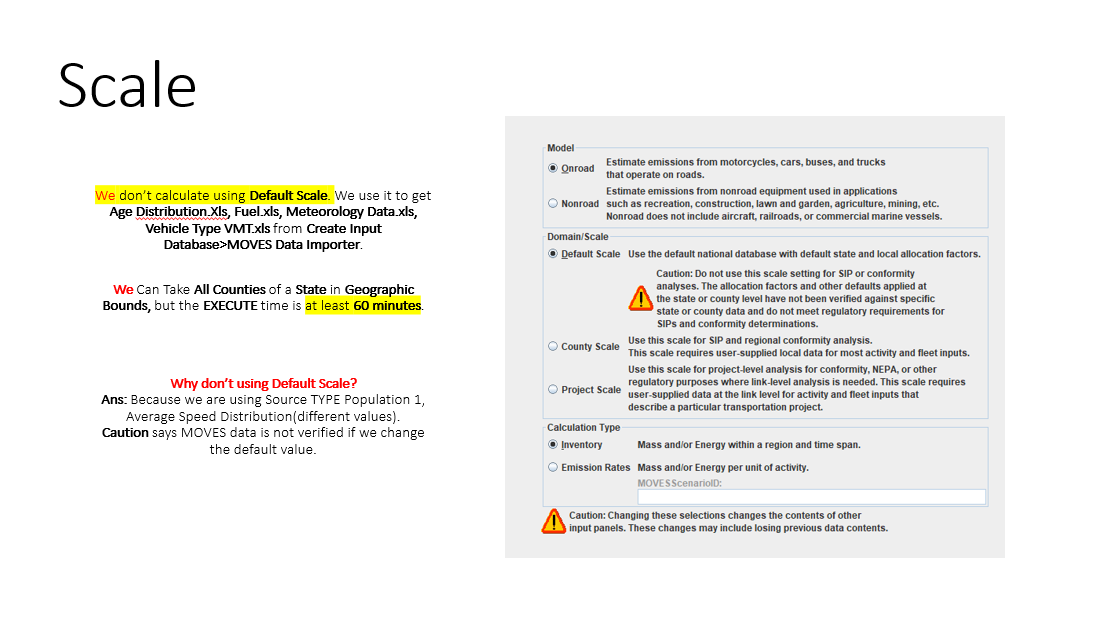 Scale
We don’t calculate using Default Scale. We use it to get
Age Distribution.Xls, Fuel.xls, Meteorology Data.xls,
Vehicle Type VMT.xls from Create Input
Database>MOVES Data Importer.
We Can Take All Counties of a State in Geographic
Bounds, but the EXECUTE time is at least 60 minutes.
Why don’t using Default Scale?
Ans: Because we are using Source TYPE Population 1,
Average Speed Distribution(different values).
Caution says MOVES data is not verified if we change
the default value.
Model
Onroad
Estimate emissions from motorcycles, cars, buses, and trucks
that operate on roads.
Nonroad
Estimate emissions from nonroad equipment used in applications
such as recreation, construction, lawn and garden, agriculture, mining, etc.
Nonroad does not include aircraft, railroads, or commercial marine vessels.
Domain/Scale
Default Scale Use the default national database with default state and local allocation factors.
Caution: Do not use this scale setting for SIP or conformity
analyses. The allocation factors and other defaults applied at
the state or county level have not been verified against specific
state or county data and do not meet regulatory requirements for
SIPs and conformity determinations.
County Scale
Use this scale for SIP and regional conformity analysis.
This scale requires user-supplied local data for most activity and fleet inputs.
Project Scale
Use this scale for project-level analysis for conformity, NEPA, or other
regulatory purposes where link-level analysis is needed. This scale requires
user-supplied data at the link level for activity and fleet inputs that
describe a particular transportation project.
Calculation Type
Inventory Mass and/or Energy within a region and time span.
Emission Rates Mass and/or Energy per unit of activity.
MOVESScenarioID:
Caution: Changing these selections changes the contents of other
input panels. These changes may include losing previous data contents.